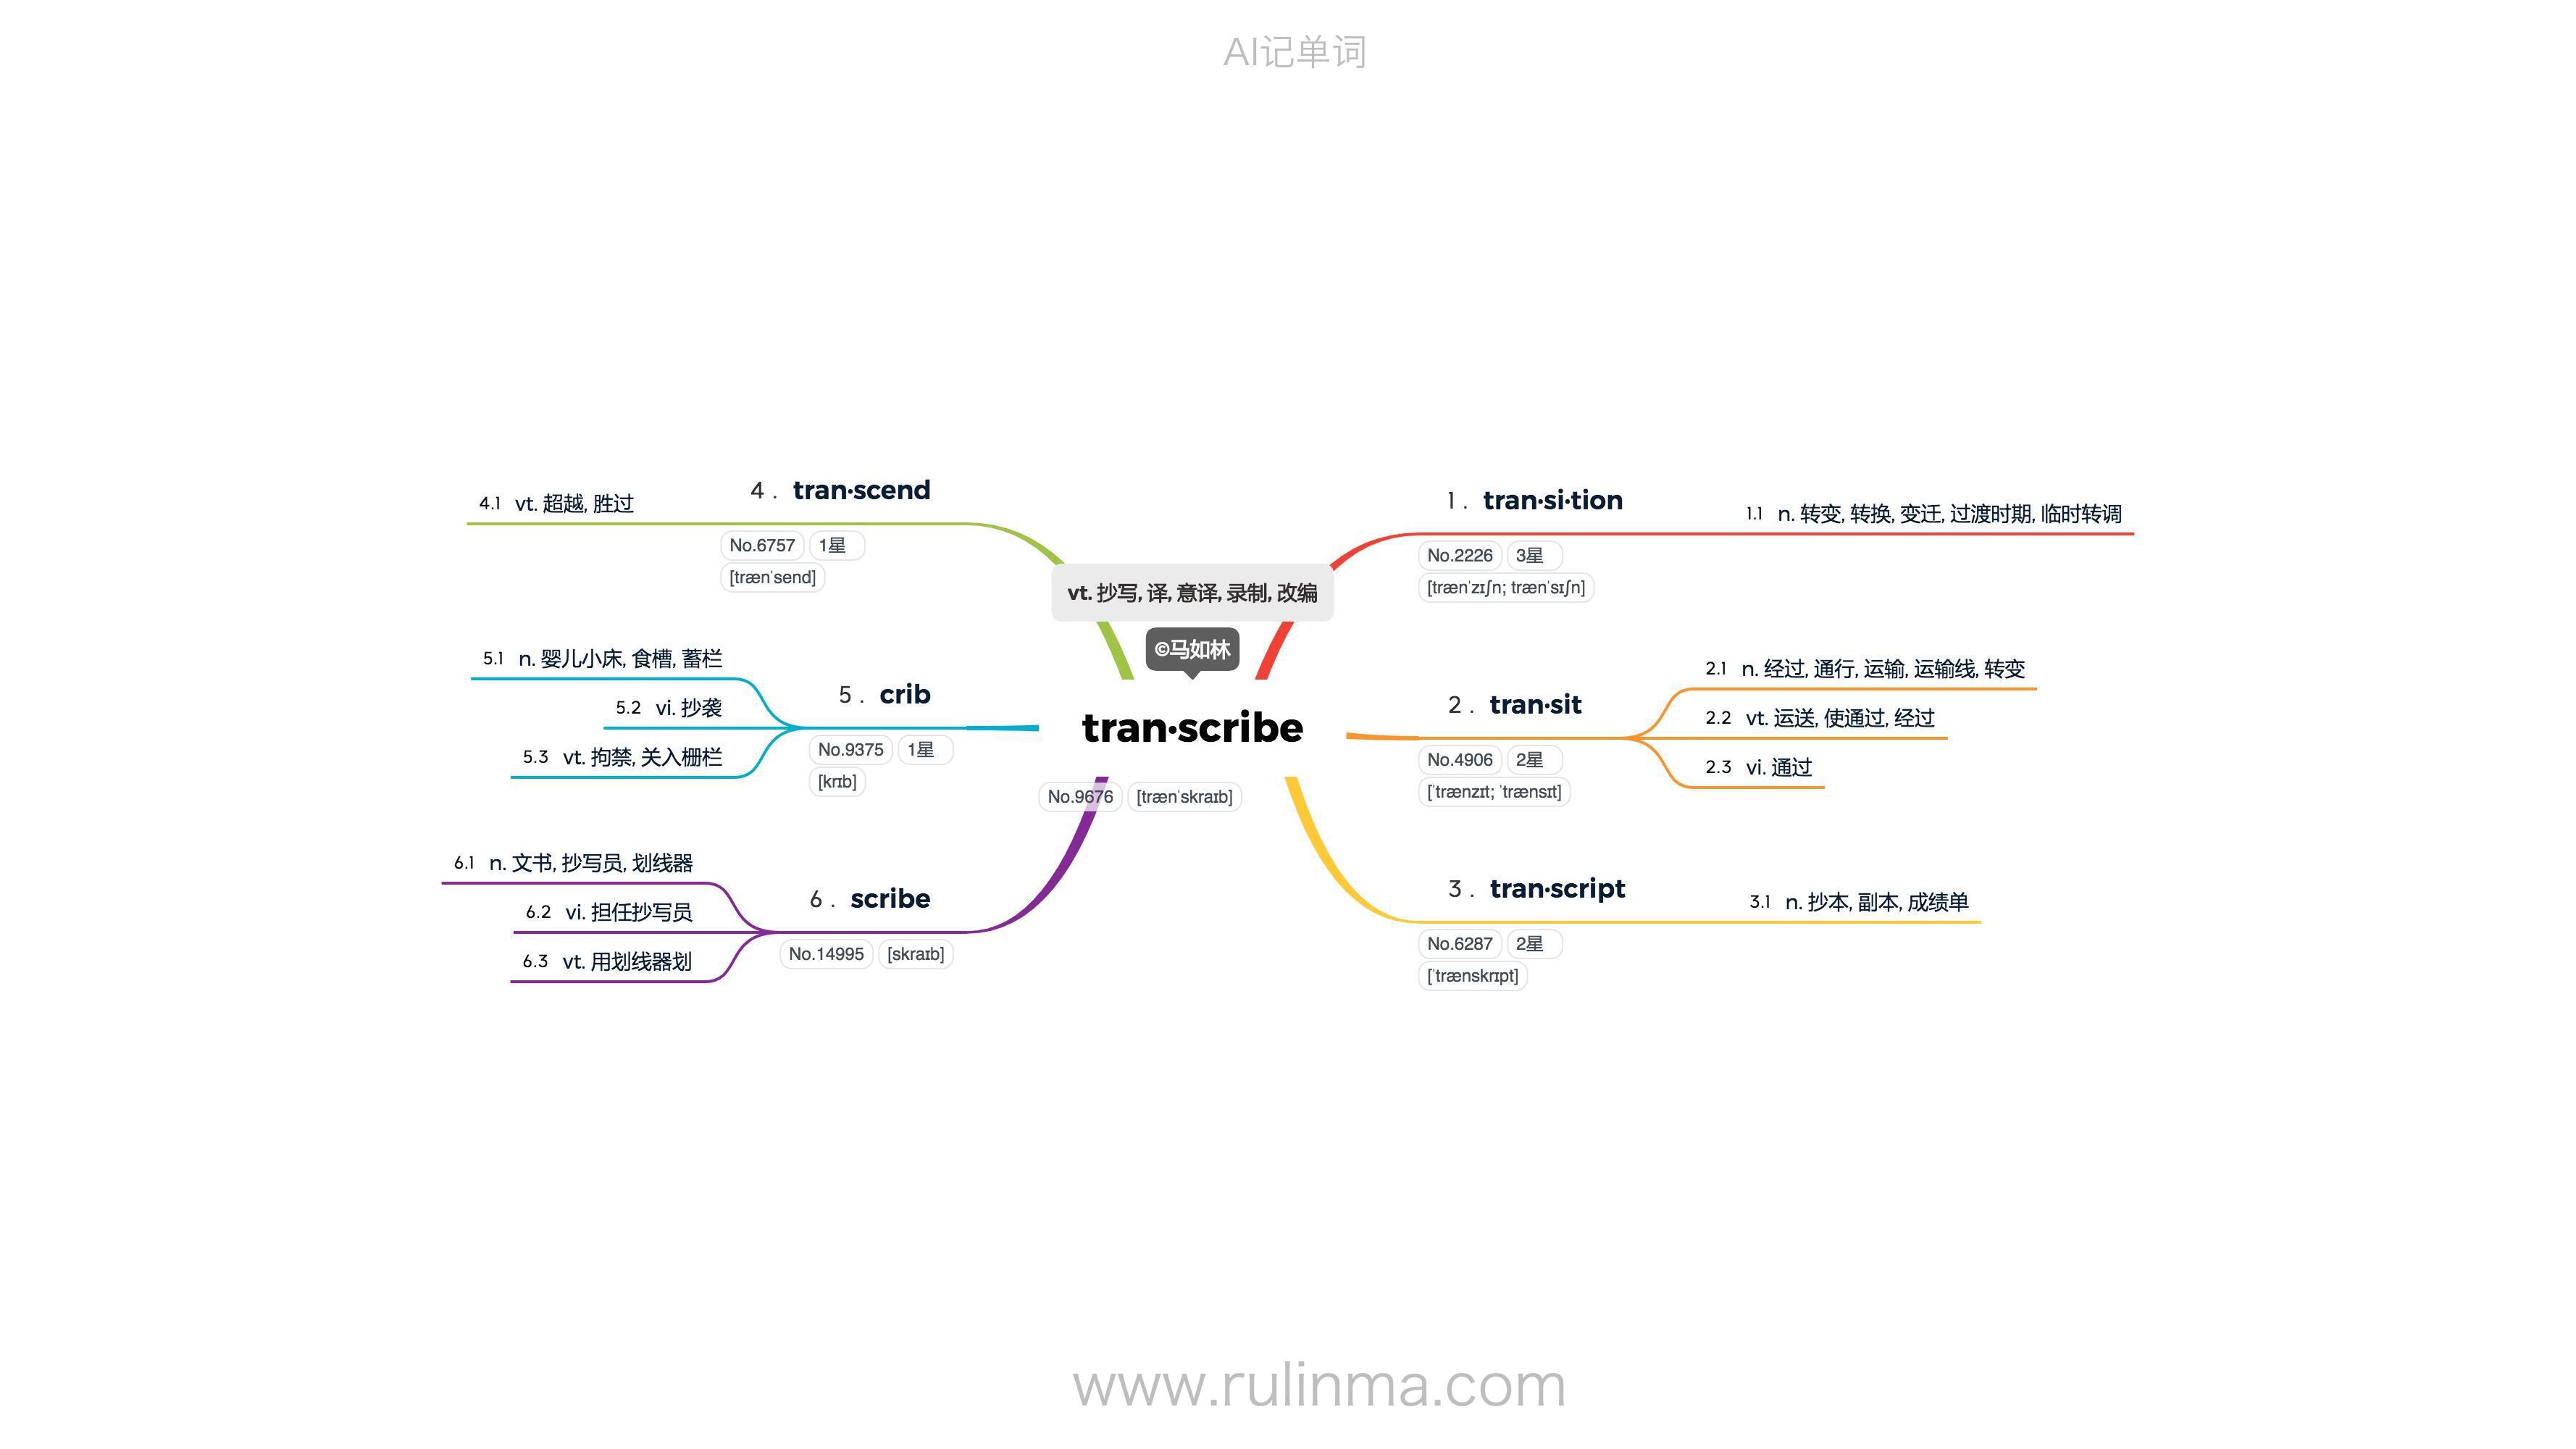 AI记单词
vt. 抄写, 译, 意译, 录制, 改编
©马如林
tran·scribe
No.9676 [trænˈskraɪb]
1. tran·si·tion
No.2226 3星
[trænˈzɪʃn; trænˈsɪʃn]
1.1 n. 转变, 转换, 变迁, 过渡时期, 临时转调
2. tran·sit
No.4906 2星
[ˈtrænzɪt; ˈtrænsɪt]
2.1 n. 经过, 通行, 运输, 运输线, 转变
2.2 vt. 运送, 使通过, 经过
2.3 vi. 通过
3. tran·script
No.6287 2星
[ˈtrænskrɪpt]
3.1 n. 抄本, 副本, 成绩单
4. tran·scend
No.6757 1星
[trænˈsend]
4.1 vt. 超越, 胜过
5. crib
No.9375 1星
[krɪb]
5.1 n. 婴儿小床, 食槽, 蓄栏
5.2 vi. 抄袭
5.3 vt. 拘禁, 关入栅栏
6. scribe
No.14995 [skraɪb]
6.1 n. 文书, 抄写员, 划线器
6.2 vi. 担任抄写员
6.3 vt. 用划线器划
www.rulinma.com